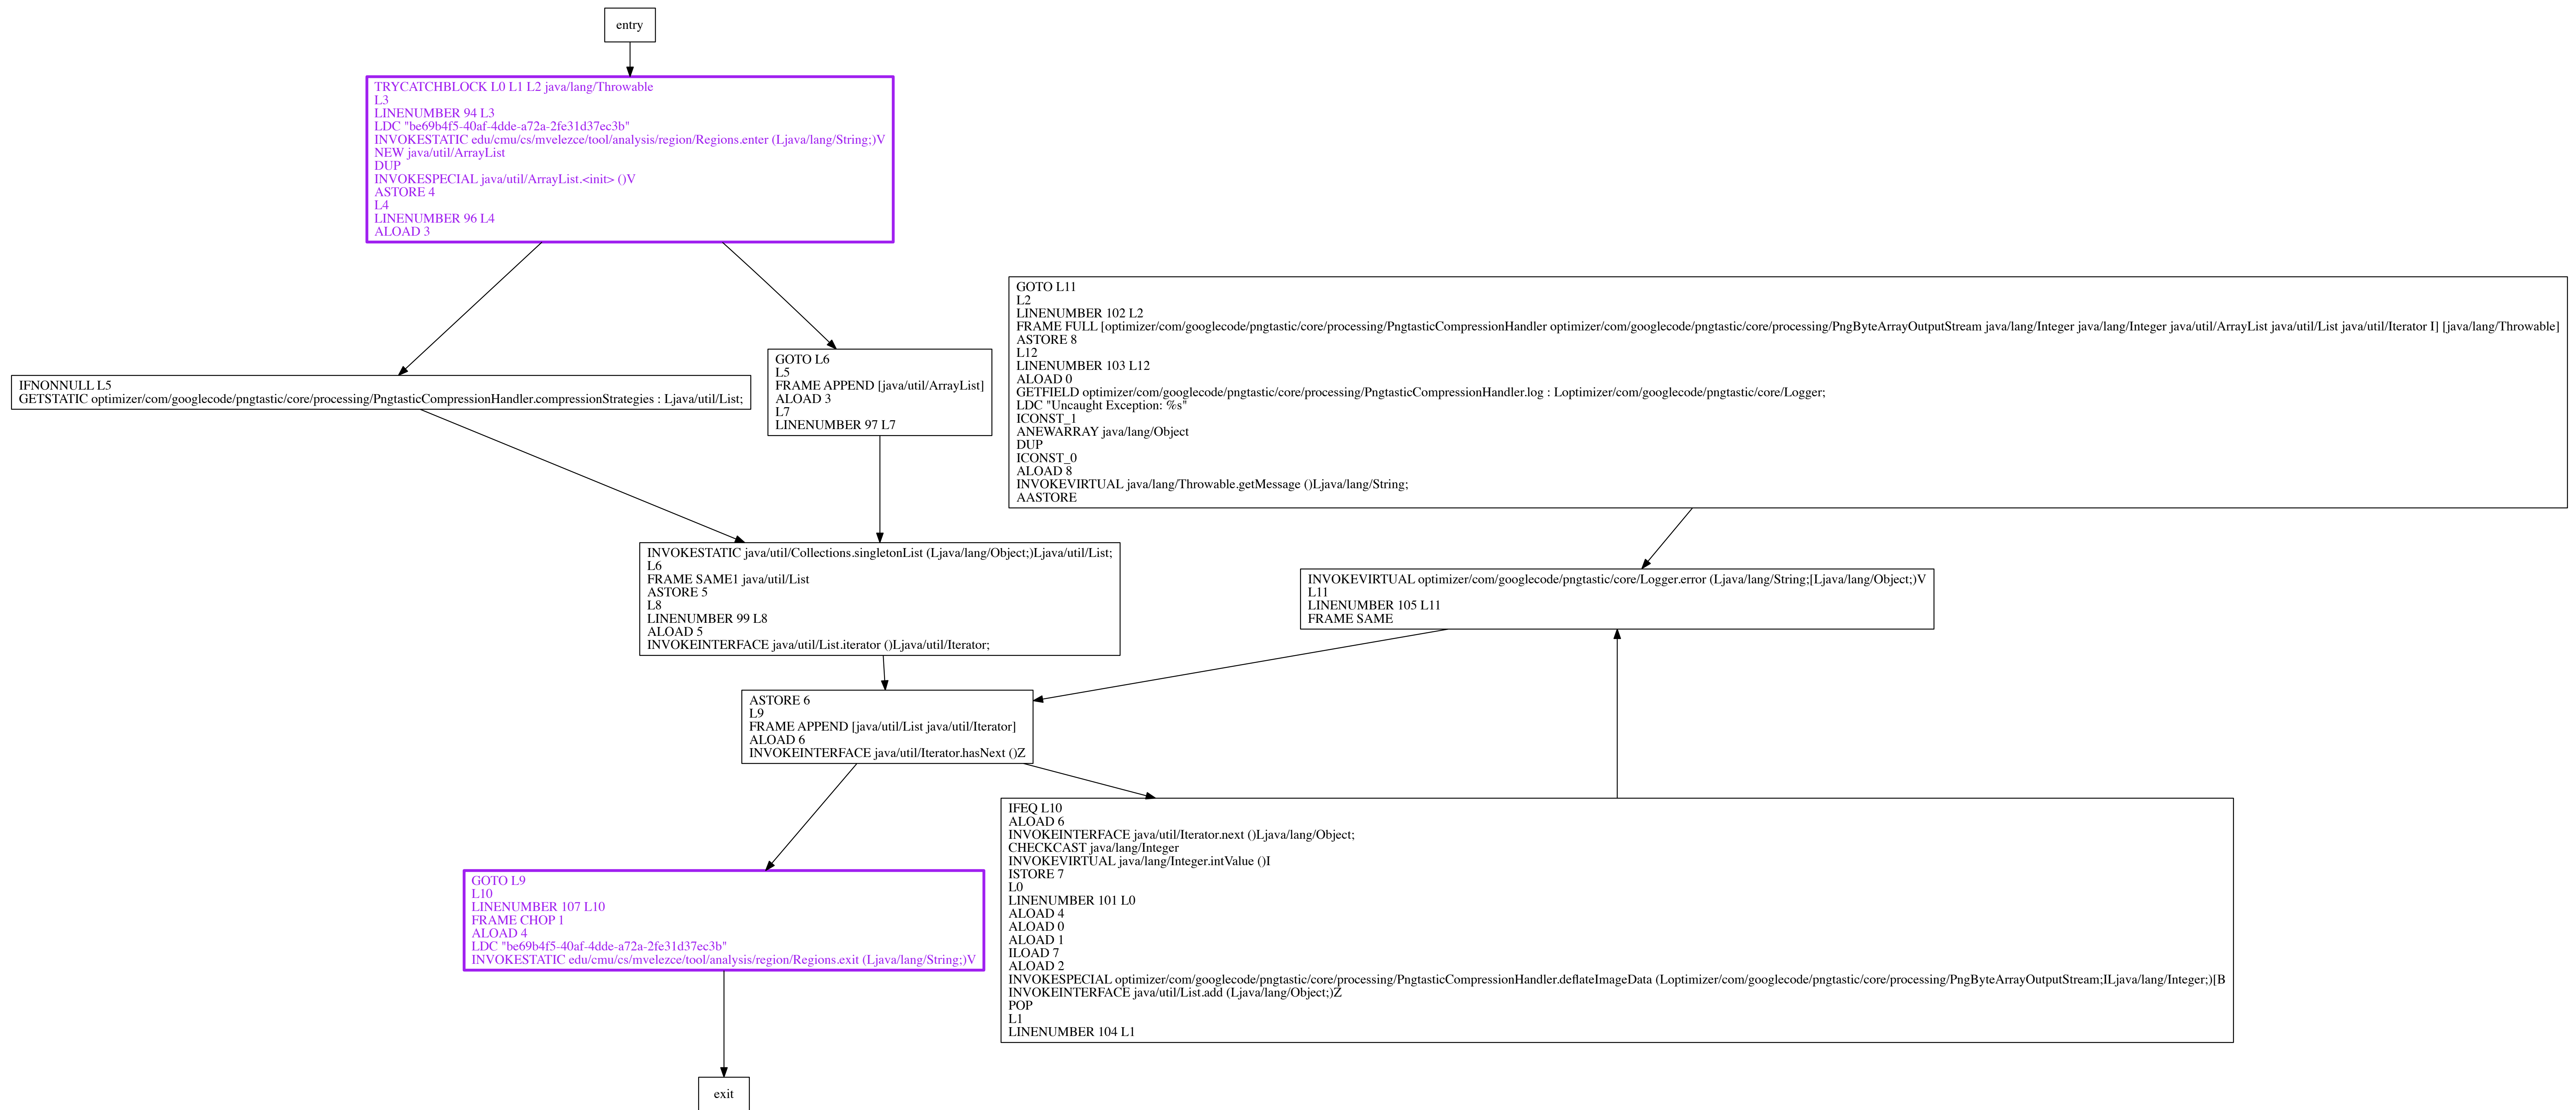 entry
TRYCATCHBLOCK L0 L1 L2 java/lang/Throwable
L3
LINENUMBER 94 L3
LDC "be69b4f5-40af-4dde-a72a-2fe31d37ec3b"
INVOKESTATIC edu/cmu/cs/mvelezce/tool/analysis/region/Regions.enter (Ljava/lang/String;)V
NEW java/util/ArrayList
DUP
INVOKESPECIAL java/util/ArrayList.<init> ()V
ASTORE 4
L4
LINENUMBER 96 L4
ALOAD 3
IFNONNULL L5
GETSTATIC optimizer/com/googlecode/pngtastic/core/processing/PngtasticCompressionHandler.compressionStrategies : Ljava/util/List;
GOTO L6
L5
FRAME APPEND [java/util/ArrayList]
ALOAD 3
L7
LINENUMBER 97 L7
GOTO L11
L2
LINENUMBER 102 L2
FRAME FULL [optimizer/com/googlecode/pngtastic/core/processing/PngtasticCompressionHandler optimizer/com/googlecode/pngtastic/core/processing/PngByteArrayOutputStream java/lang/Integer java/lang/Integer java/util/ArrayList java/util/List java/util/Iterator I] [java/lang/Throwable]
ASTORE 8
L12
LINENUMBER 103 L12
ALOAD 0
GETFIELD optimizer/com/googlecode/pngtastic/core/processing/PngtasticCompressionHandler.log : Loptimizer/com/googlecode/pngtastic/core/Logger;
LDC "Uncaught Exception: %s"
ICONST_1
ANEWARRAY java/lang/Object
DUP
ICONST_0
ALOAD 8
INVOKEVIRTUAL java/lang/Throwable.getMessage ()Ljava/lang/String;
AASTORE
INVOKESTATIC java/util/Collections.singletonList (Ljava/lang/Object;)Ljava/util/List;
L6
FRAME SAME1 java/util/List
ASTORE 5
L8
LINENUMBER 99 L8
ALOAD 5
INVOKEINTERFACE java/util/List.iterator ()Ljava/util/Iterator;
INVOKEVIRTUAL optimizer/com/googlecode/pngtastic/core/Logger.error (Ljava/lang/String;[Ljava/lang/Object;)V
L11
LINENUMBER 105 L11
FRAME SAME
ASTORE 6
L9
FRAME APPEND [java/util/List java/util/Iterator]
ALOAD 6
INVOKEINTERFACE java/util/Iterator.hasNext ()Z
IFEQ L10
ALOAD 6
INVOKEINTERFACE java/util/Iterator.next ()Ljava/lang/Object;
CHECKCAST java/lang/Integer
INVOKEVIRTUAL java/lang/Integer.intValue ()I
ISTORE 7
L0
LINENUMBER 101 L0
ALOAD 4
ALOAD 0
ALOAD 1
ILOAD 7
ALOAD 2
INVOKESPECIAL optimizer/com/googlecode/pngtastic/core/processing/PngtasticCompressionHandler.deflateImageData (Loptimizer/com/googlecode/pngtastic/core/processing/PngByteArrayOutputStream;ILjava/lang/Integer;)[B
INVOKEINTERFACE java/util/List.add (Ljava/lang/Object;)Z
POP
L1
LINENUMBER 104 L1
GOTO L9
L10
LINENUMBER 107 L10
FRAME CHOP 1
ALOAD 4
LDC "be69b4f5-40af-4dde-a72a-2fe31d37ec3b"
INVOKESTATIC edu/cmu/cs/mvelezce/tool/analysis/region/Regions.exit (Ljava/lang/String;)V
exit